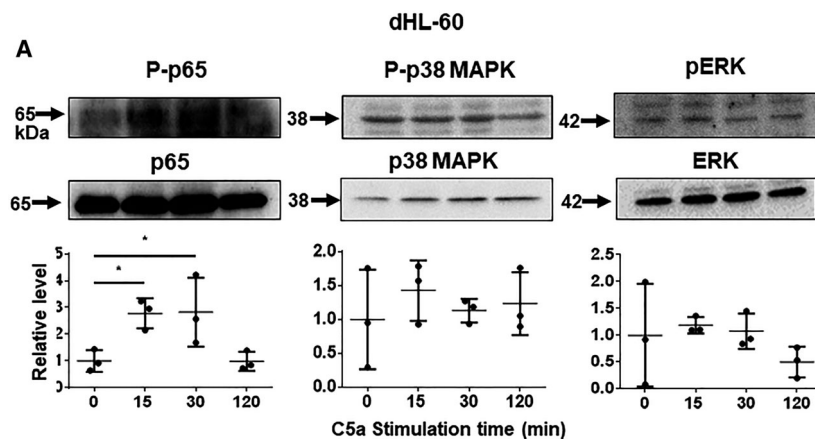 dHL-60
A
P-p65
P-p38 MAPK
pERK
65
kDa
38
42
p65
p38 MAPK
ERK
65
38
42
Relative level
5
4
3
2
1
0
*
*
0 15 30 120
2.0
1.5
1.0
0.5
0.0
0 15 30 120
2.5
2.0
1.5
1.0
0.5
0.0
0 15 30 120
C5a Stimulation time (min)